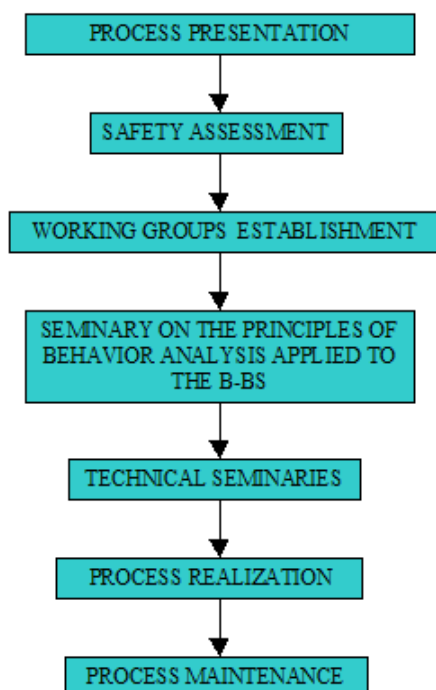 PROCESS PRESENTATION
SAFETY ASSESSMENT
WORKING GROUPS ESTABLISHMENT
SEMINARY ON THE PRINCIPLES OF
BEHAVIOR ANALYSIS APPLIED TO
THE B-BS
TECHNICAL SEMINARIES
PROCESS REALIZATION
PROCESS MAINTENANCE